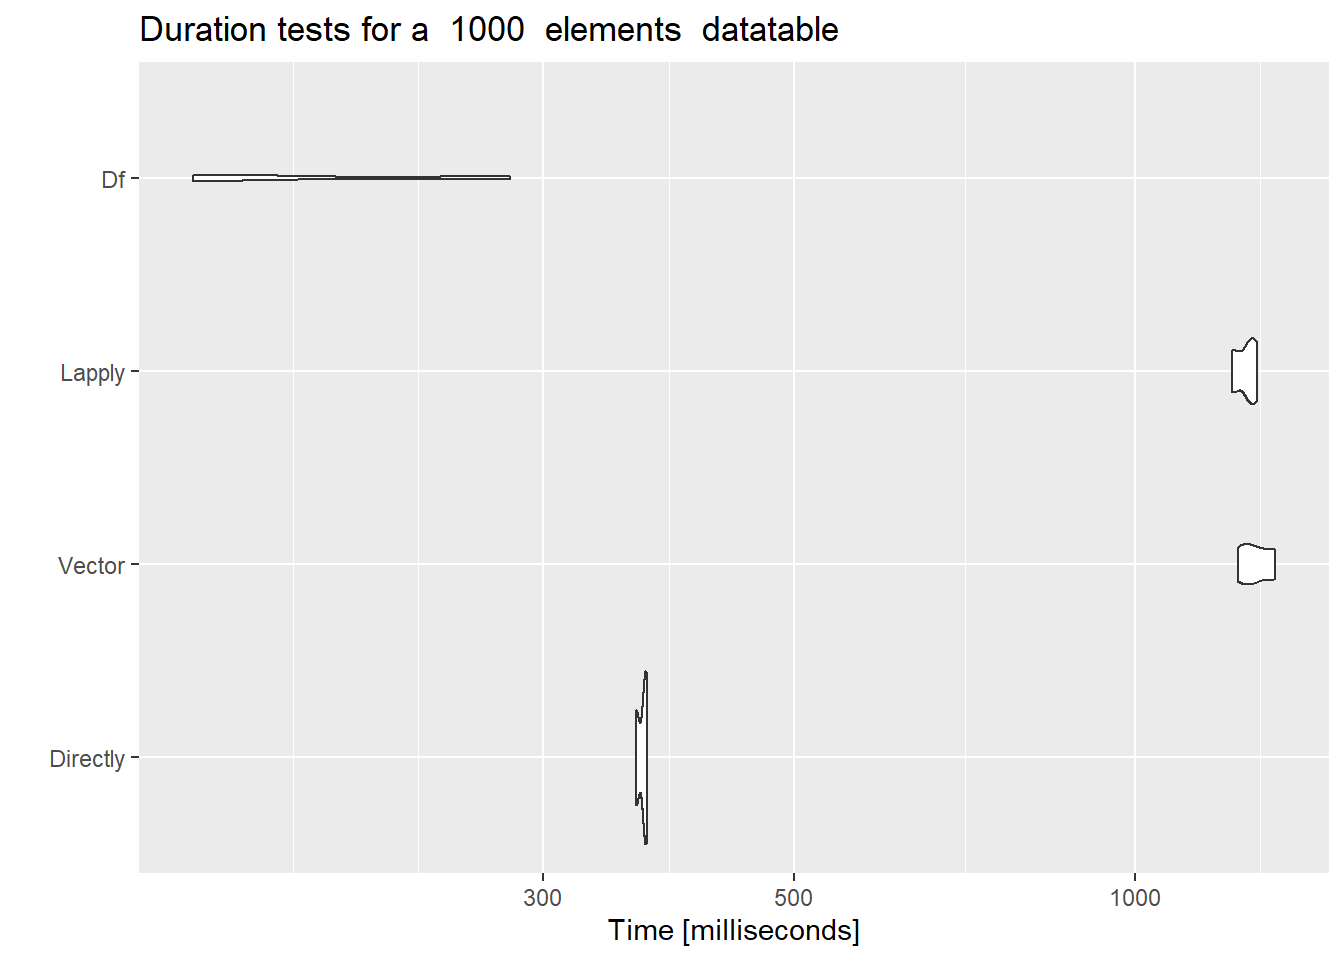 Duration tests for a  1000  elements  datatable
Df
Lapply
Vector
Directly
300 500 1000
Time [milliseconds]